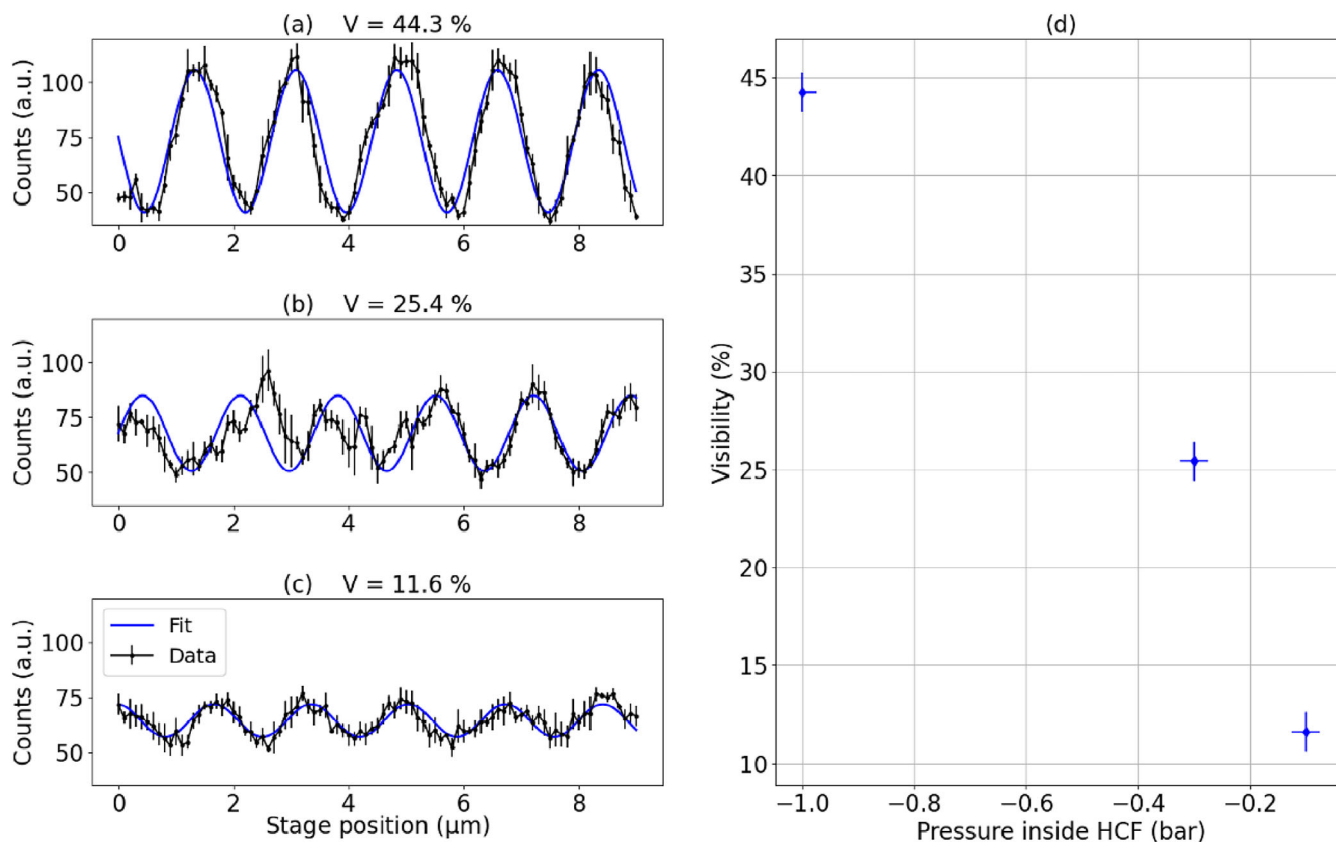 (a) V = 44.3 %
100
75
50
Counts (a.u.)
0 2 4 6 8
(b) V = 25.4 %
100
75
50
Counts (a.u.)
0 2 4 6 8
(c) V = 11.6 %
Fit
Data
100
75
50
Counts (a.u.)
0 2 4 6 8
Stage position (μm)
(d)
45
40
35
30
25
20
15
10
Visibility (%)
−1.0 −0.8 −0.6 −0.4 −0.2
Pressure inside HCF (bar)